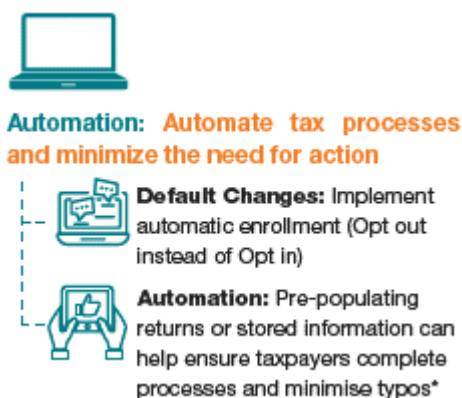 Automation: Automate tax processes
and minimize the need for action
Default Changes: Implement
automatic enrollment (Opt out
instead of Opt in)
Automation: Pre-populating
returns or stored information can
help ensure taxpayers complete
processes and minimise typos*